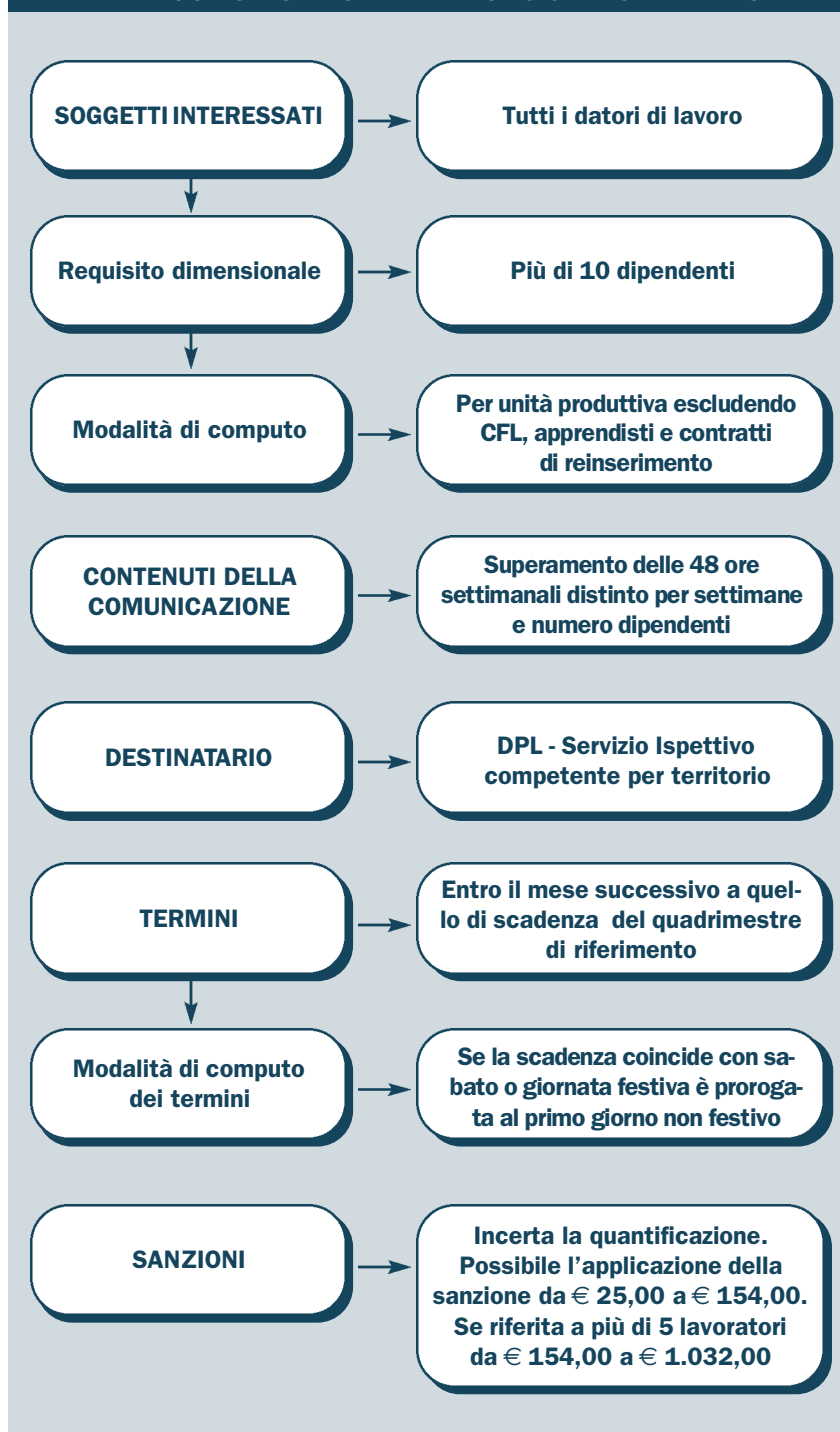 SOGGETTI INTERESSATI
Tutti i datori di lavoro
Requisito dimensionale
Più di 10 dipendenti
Modalità di computo
Per unità produttiva escludendo
CFL, apprendisti e contratti
di reinserimento
CONTENUTI DELLA
COMUNICAZIONE
Superamento delle 48 ore
settimanali distinto per settimane
e numero dipendenti
DESTINATARIO
DPL - Servizio Ispettivo
competente per territorio
TERMINI
Entro il mese successivo a quel-
lo di scadenza del quadrimestre
di riferimento
Modalità di computo
dei termini
Se la scadenza coincide con sa-
bato o giornata festiva è proroga-
ta al primo giorno non festivo
SANZIONI
Incerta la quantificazione.
Possibile l'applicazione della
sanzione da € 25,00 a € 154,00.
Se riferita a più di 5 lavoratori
da € 154,00 a € 1.032,00